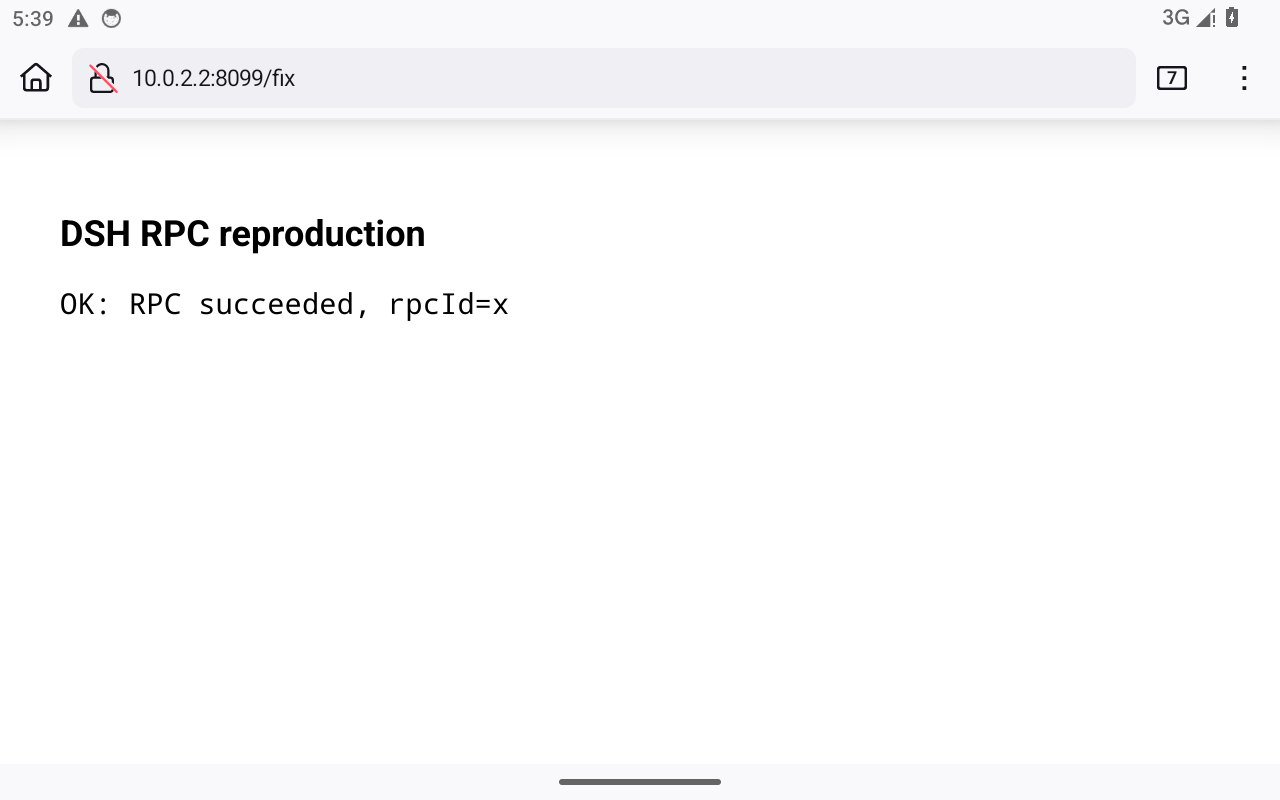 5:39
3G
10.0.2.2:8099/fix
7
DSH RPC reproduction
OK: RPC succeeded, rpcId=x